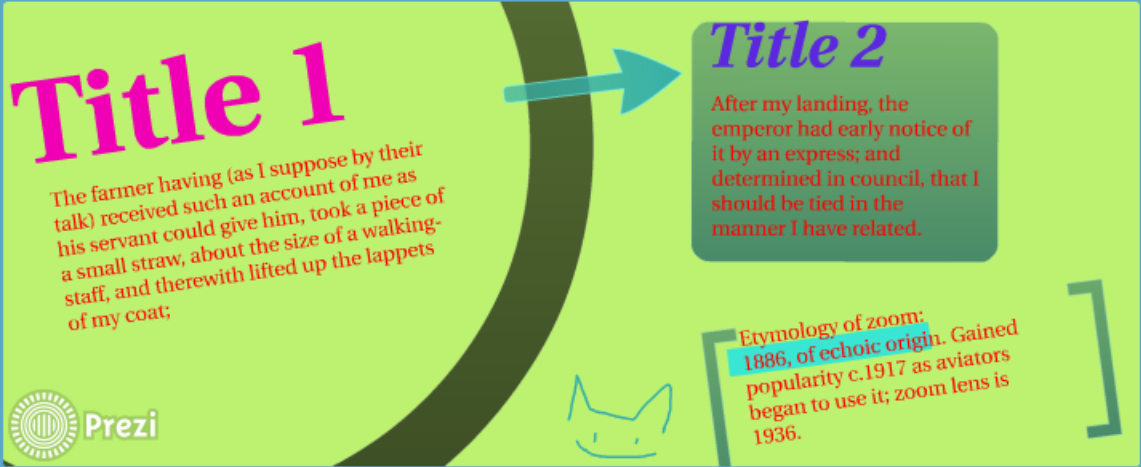 Title 1
The farmer having (as I suppose by their
talk) received such an account of me as
his servant could give him, took a piece of
a small straw, about the size of a walking-
staff, and therewith lifted up the lappets
of my coat;
Title 2
After my landing, the
emperor had early notice of
it by an express; and
determined in council, that I
should be tied in the
manner I have related.
Etymology of zoom:
1886, of echoic origin. Gained
popularity c.1917 as aviators
began to use it; zoom lens is
1936.
Prezi